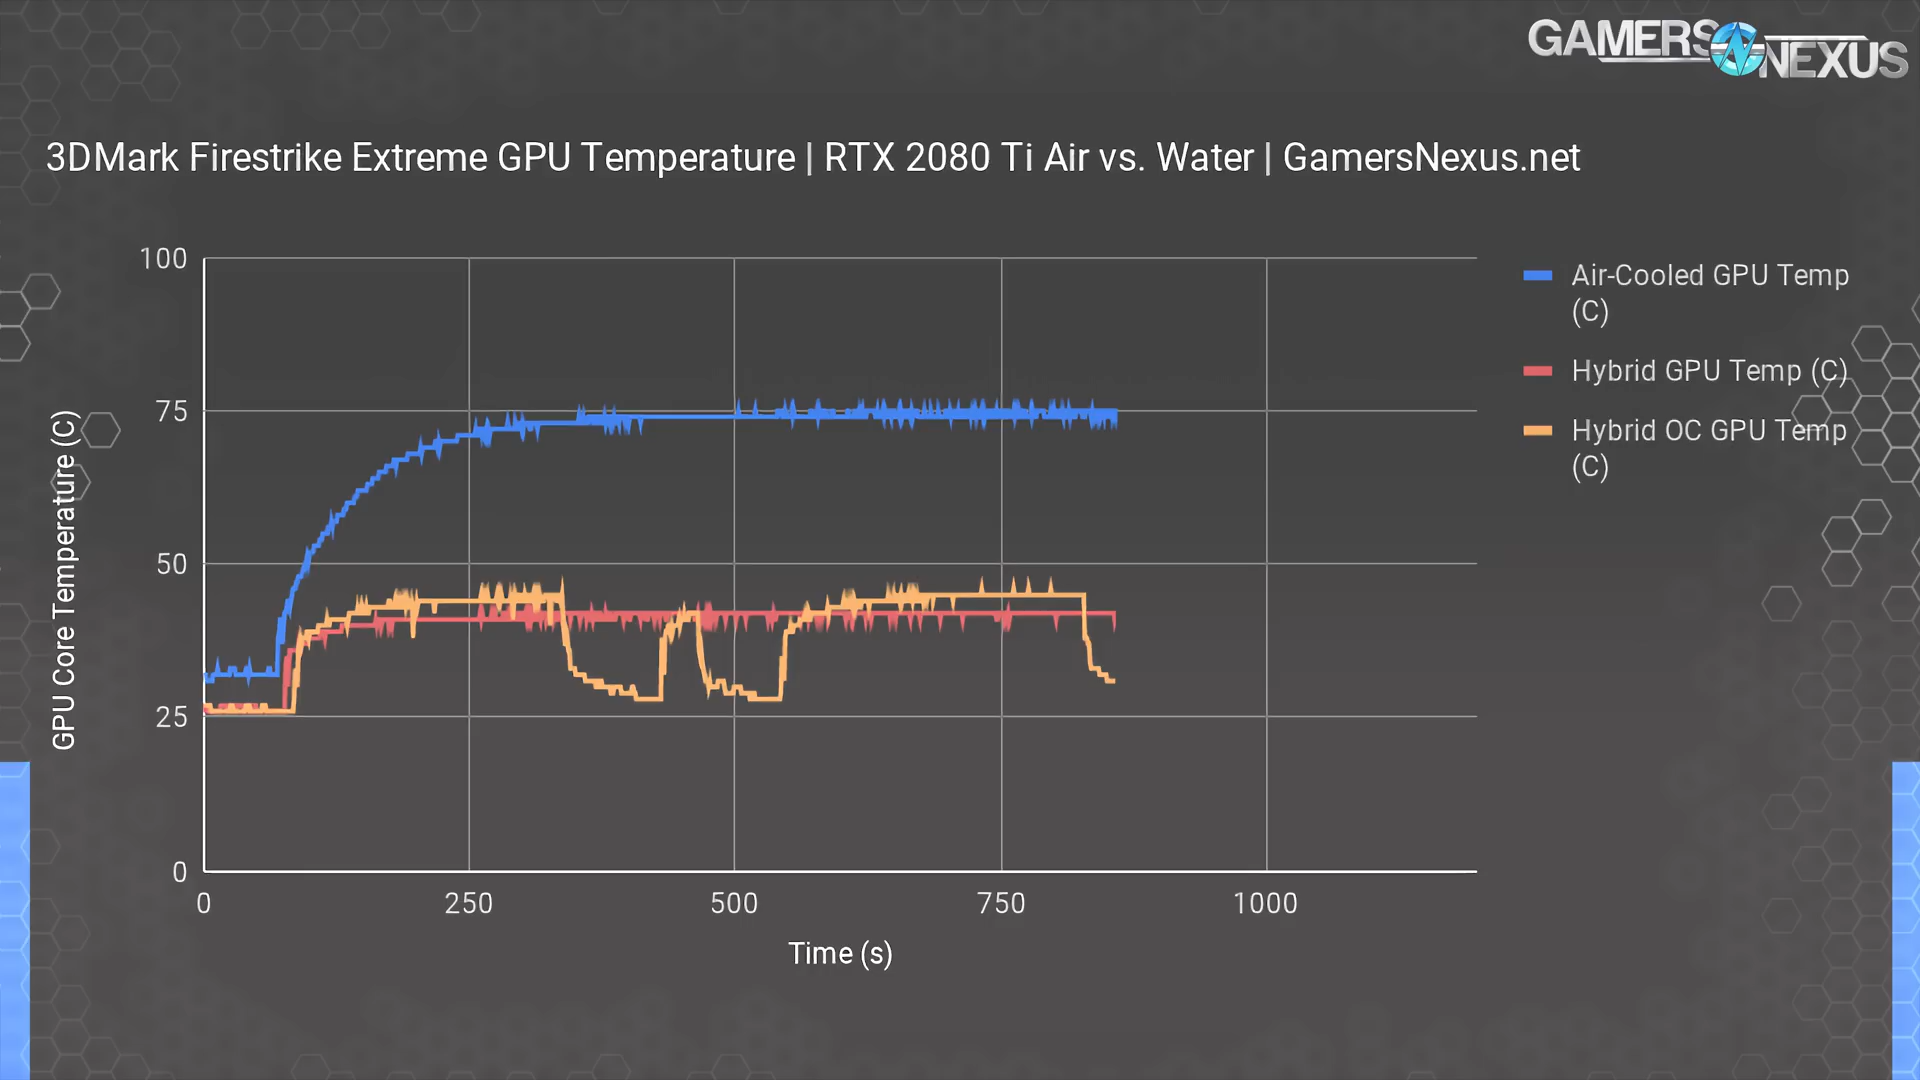 GAMERS NEXUS
3DMark Firestrike Extreme GPU Temperature | RTX 2080 Ti Air vs. Water | GamersNexus.net
GPU Core Temperature (C)
100
75
50
25
0
0 250 500 750 1000
Time (s)
Air-Cooled GPU Temp
(C)
Hybrid GPU Temp (C)
Hybrid OC GPU Temp
(C)